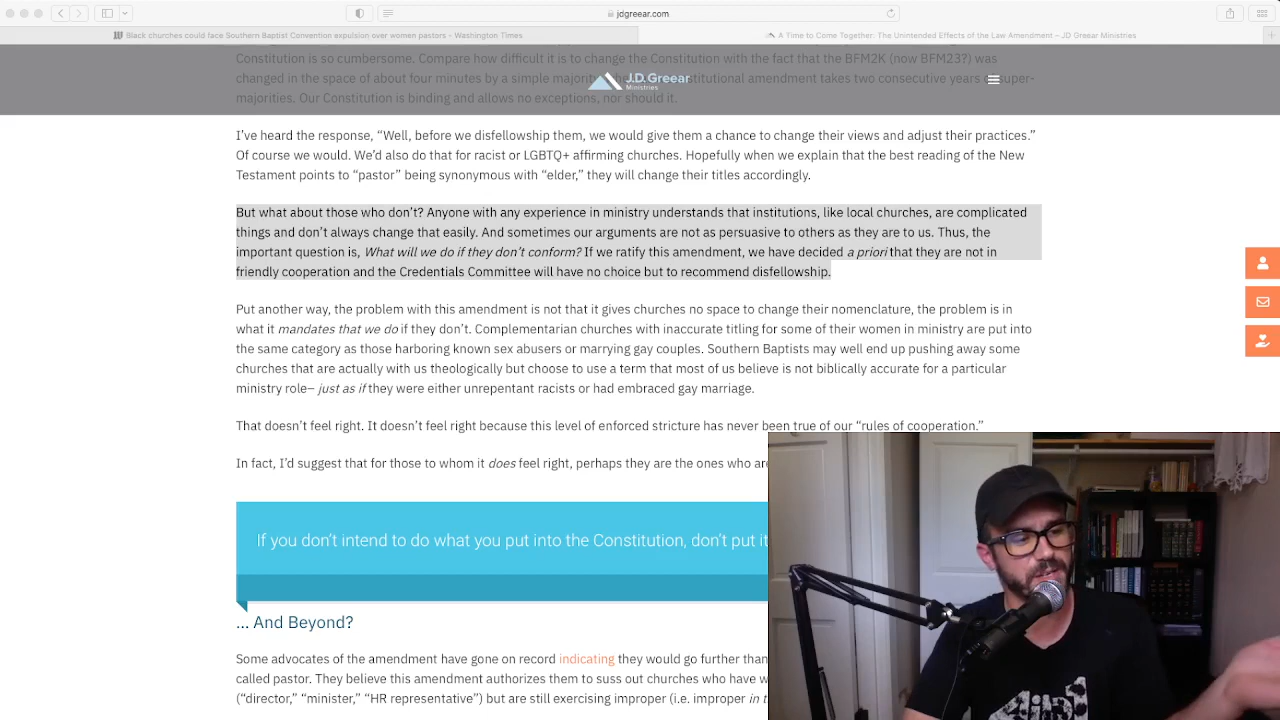 jdgreear.com
Black churches could face Southern Baptist Convention expulsion over women pastors - Washington Times
A Time to Come Together: The Unintended Effects of the Law Amendment – JD Greear Ministries
Constitution is so cumbersome. Compare how difficult it is to change the Constitution with the fact that the BFM2K (now BFM23?) was
changed in the space of about four minutes by a simple majority
constitutional amendment takes two consecutive years of super-
J.D.Greear
Ministries
majorities. Our Constitution is binding and allows no exceptions, nor should it.
I've heard the response, “Well, before we disfellowship them, we would give them a chance to change their views and adjust their practices.”
Of course we would. We'd also do that for racist or LGBTQ+ affirming churches. Hopefully when we explain that the best reading of the New
Testament points to “pastor” being synonymous with “elder,” they will change their titles accordingly.
But what about those who don't? Anyone with any experience in ministry understands that institutions, like local churches, are complicated
things and don't always change that easily. And sometimes our arguments are not as persuasive to others as they are to us. Thus, the
important question is, What will we do if they don't conform? If we ratify this amendment, we have decided a priori that they are not in
friendly cooperation and the Credentials Committee will have no choice but to recommend disfellowship.
Put another way, the problem with this amendment is not that it gives churches no space to change their nomenclature, the problem is in
what it mandates that we do if they don't. Complementarian churches with inaccurate titling for some of their women in ministry are put into
the same category as those harboring known sex abusers or marrying gay couples. Southern Baptists may well end up pushing away some
churches that are actually with us theologically but choose to use a term that most of us believe is not biblically accurate for a particular
ministry role– just as if they were either unrepentant racists or had embraced gay marriage.
That doesn't feel right. It doesn't feel right because this level of enforced stricture has never been true of our “rules of cooperation.”
In fact, I'd suggest that for those to whom it does feel right, perhaps they are the ones who are
If you don't intend to do what you put into the Constitution, don't put it
... And Beyond?
Some advocates of the amendment have gone on record indicating they would go further than
called pastor. They believe this amendment authorizes them to suss out churches who have
(“director,” “minister,” “HR representative”) but are still exercising improper (i.e. improper in